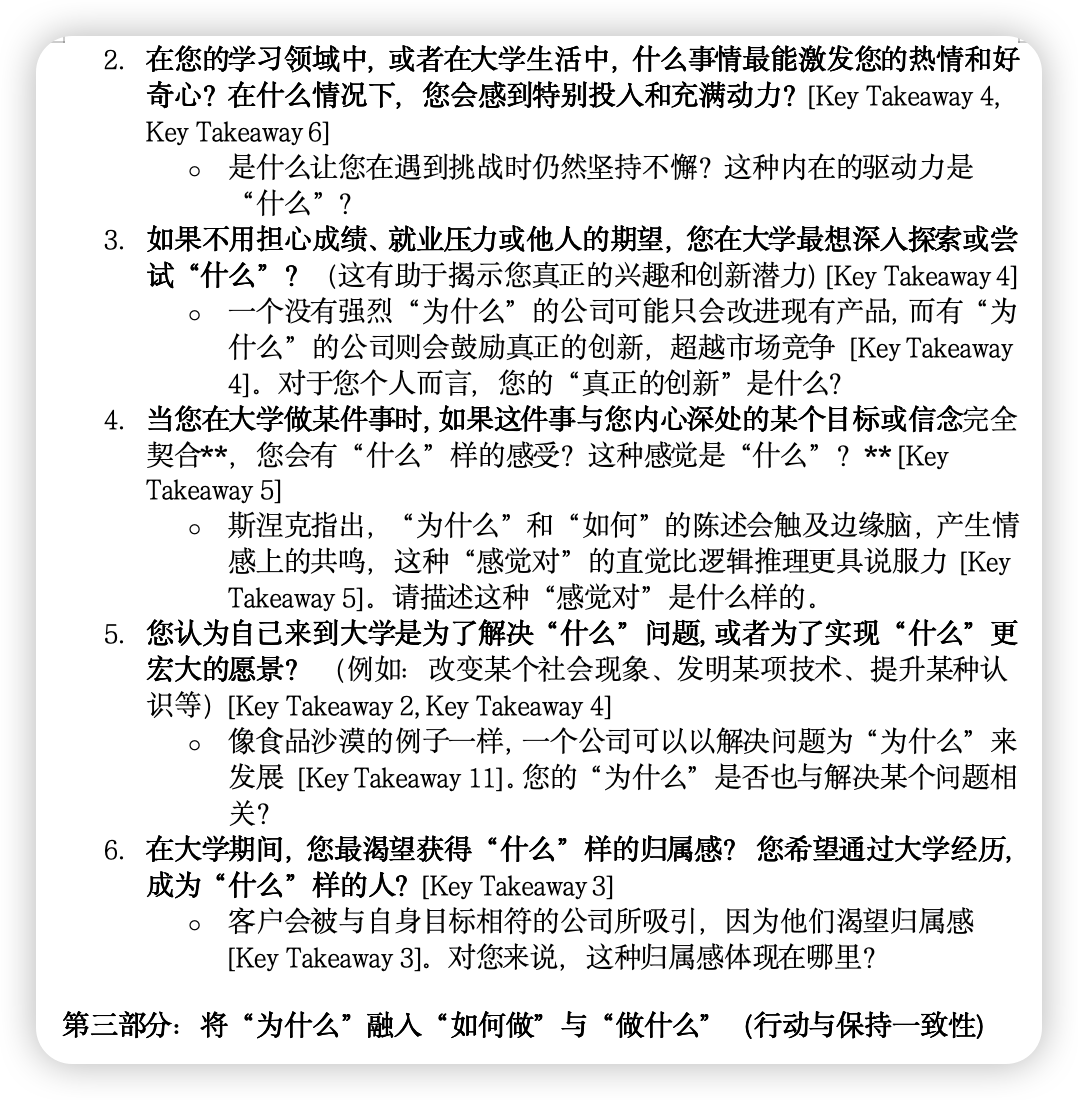 2. 在您的学习领域中, 或者在大学生活中, 什么事情最能激发您的热情和好
奇心？在什么情况下, 您会感到特别投入和充满动力？[Key Takeaway 4,
Key Takeaway 6]
○ 是什么让您在遇到挑战时仍然坚持不懈？这种内在的驱动力是
“什么”？
3. 如果不用担心成绩、就业压力或他人的期望, 您在大学最想深入探索或尝
试“什么”？ (这有助于揭示您真正的兴趣和创新潜力) [Key Takeaway 4]
○ 一个没有强烈“为什么”的公司可能只会改进现有产品, 而有“为
什么”的公司则会鼓励真正的创新, 超越市场竞争 [Key Takeaway
4]。对于您个人而言, 您的“真正的创新”是什么？
4. 当您在大学做某件事时, 如果这件事与您内心深处的某个目标或信念完全
契合**, 您会有“什么”样的感受？这种感觉是“什么”？** [Key
Takeaway 5]
○ 斯涅克指出, “为什么”和“如何”的陈述会触及边缘脑, 产生情
感上的共鸣, 这种“感觉对”的直觉比逻辑推理更具说服力 [Key
Takeaway 5]。请描述这种“感觉对”是什么样的。
5. 您认为自己来到大学是为了解决“什么”问题, 或者为了实现“什么”更
宏大的愿景？ (例如: 改变某个社会现象、发明某项技术、提升某种认
识等) [Key Takeaway 2, Key Takeaway 4]
○ 像食品沙漠的例子一样, 一个公司可以以解决问题为“为什么”来
发展 [Key Takeaway 11]。您的“为什么”是否也与解决某个问题相
关？
6. 在大学期间, 您最渴望获得“什么”样的归属感？ 您希望通过大学经历,
成为“什么”样的人？[Key Takeaway 3]
○ 客户会被与自身目标相符的公司所吸引, 因为他们渴望归属感
[Key Takeaway 3]。对您来说, 这种归属感体现在哪里？
第三部分: 将“为什么”融入“如何做”与“做什么” (行动与保持一致性)